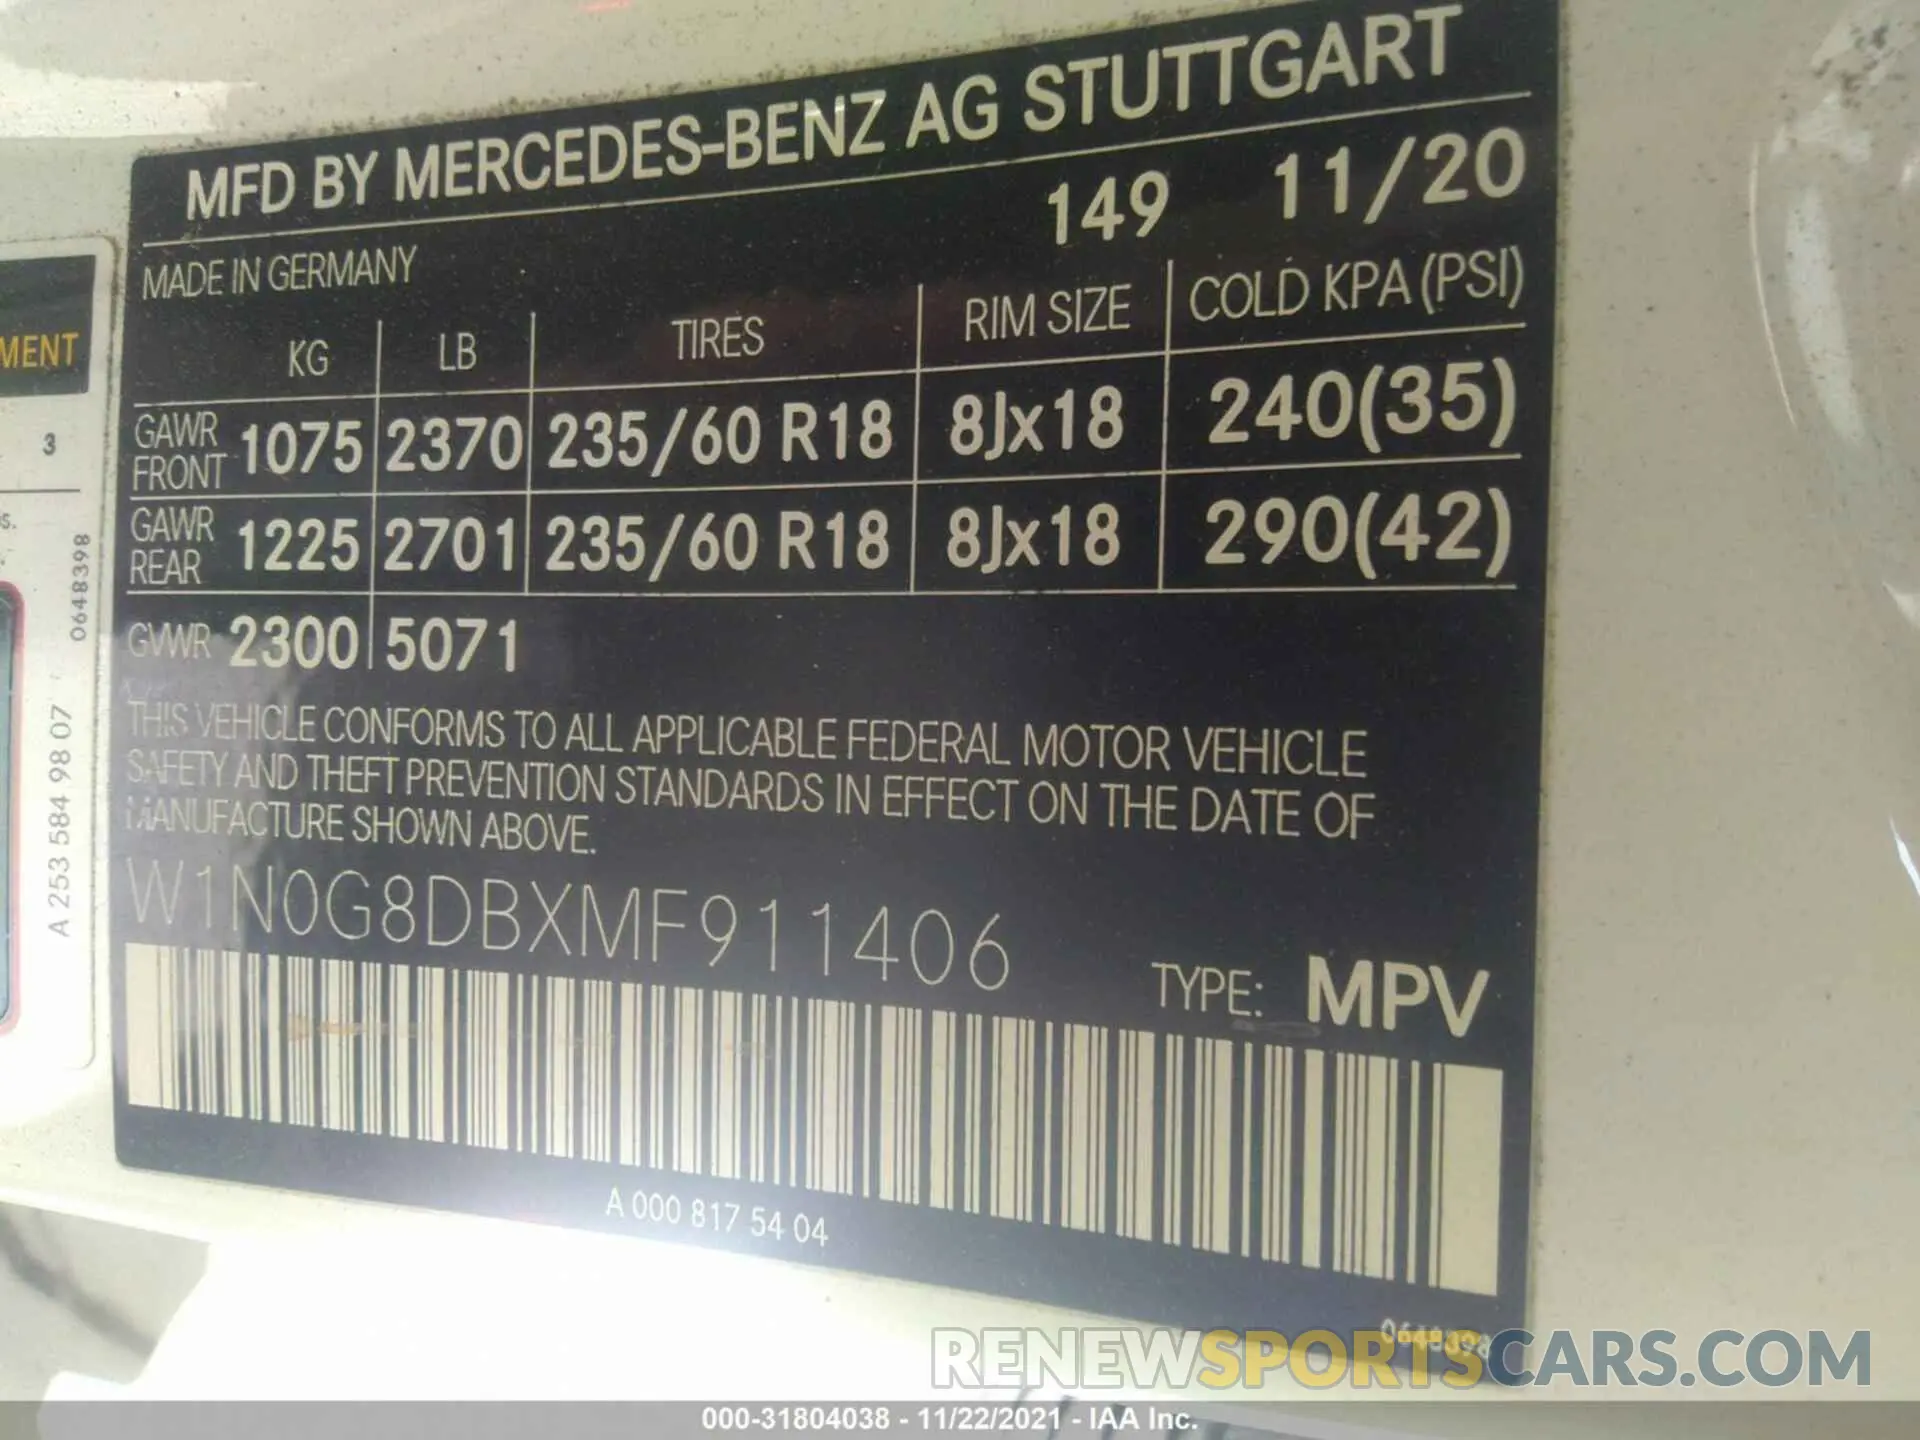 MFD BY MERCEDES-BENZ AG STUTTGART
149 11/20
MADE IN GERMANY
KG LB TIRES RIM SIZE COLD KPA (PSI)
GAWR FRONT 1075 2370 235/60 R18 8Jx18 240(35)
GAWR REAR 1225 2701 235/60 R18 8Jx18 290(42)
GVWR 2300 5071
THIS VEHICLE CONFORMS TO ALL APPLICABLE FEDERAL MOTOR VEHICLE
SAFETY AND THEFT PREVENTION STANDARDS IN EFFECT ON THE DATE OF
MANUFACTURE SHOWN ABOVE.
W1N0G8DBXMF911406
TYPE: MPV
A 000 817 54 04
0648398
MENT
3
s.
0648398
A 253 584 98 07
RENEWSPORTSCARS.COM
000-31804038 - 11/22/2021 - IAA Inc.